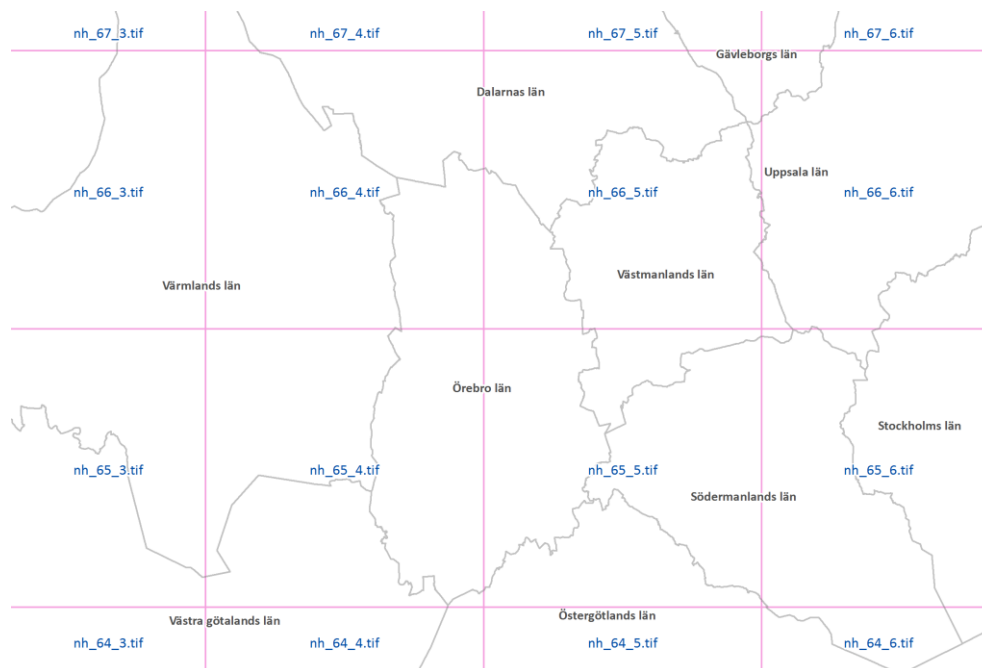 nh_67_3.tif nh_67_4.tif nh_67_5.tif nh_67_6.tif
Gävleborgs län
Dalarnas län
Uppsala län
nh_66_3.tif nh_66_4.tif nh_66_5.tif nh_66_6.tif
Västmanlands län
Värmlands län
Örebro län
Stockholms län
nh_65_3.tif nh_65_4.tif nh_65_5.tif nh_65_6.tif
Södermanlands län
Östergötlands län
Västra götalands län
nh_64_3.tif nh_64_4.tif nh_64_5.tif nh_64_6.tif